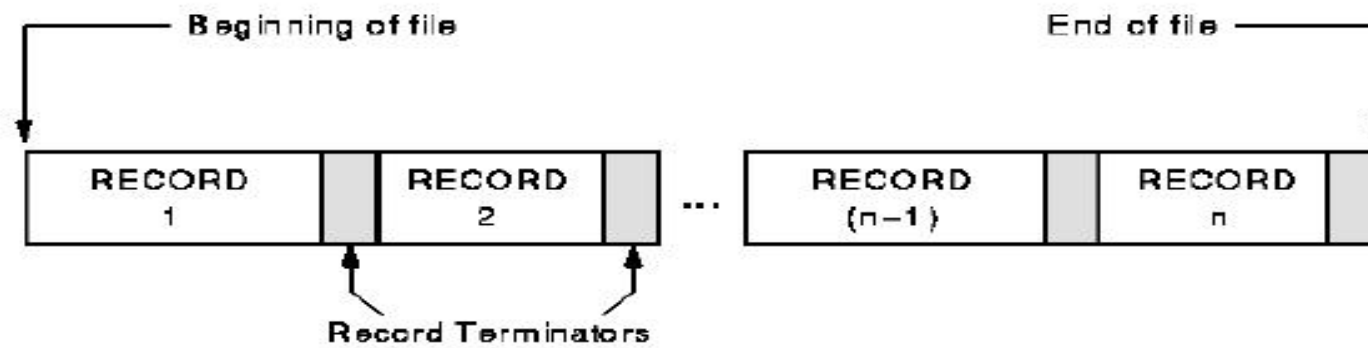 Beginning of file
End of file
RECORD
1
RECORD
2
...
RECORD
(n-1)
RECORD
n
Record Terminators